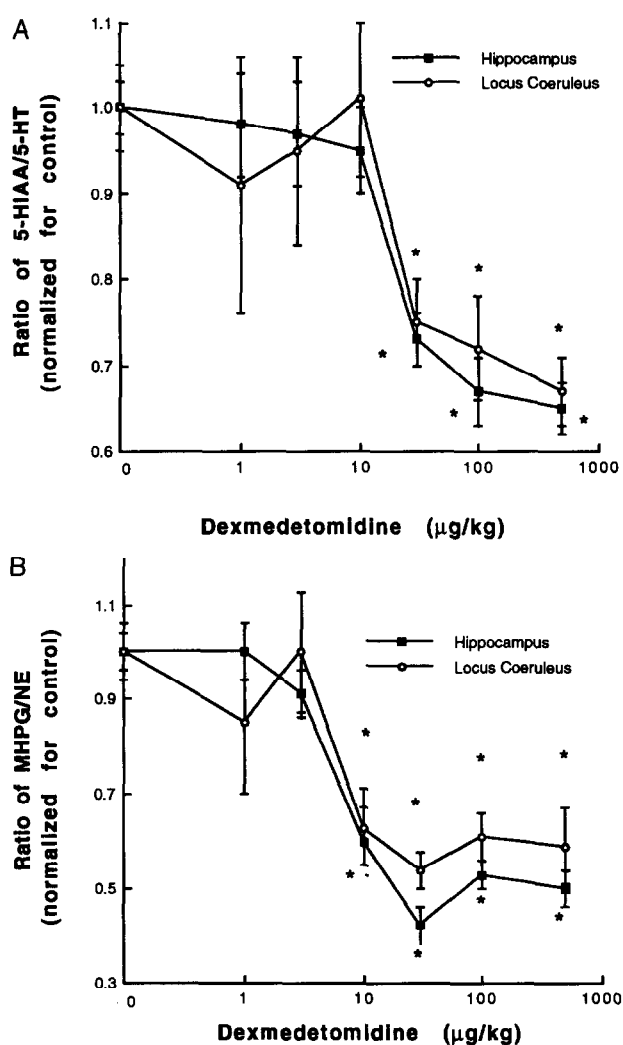 A
Ratio of 5-HIAA/5-HT
(normalized for control)
1.1
1.0
0.9
0.8
0.7
0.6
Hippocampus
Locus Coeruleus
*
*
*
*
*
*
0
1
10
100
1000
Dexmedetomidine (µg/kg)
B
Ratio of MHPG/NE
(normalized for control)
1.1
0.9
0.7
0.5
0.3
Hippocampus
Locus Coeruleus
*
*
*
*
*
*
*
*
0
1
10
100
1000
Dexmedetomidine (µg/kg)